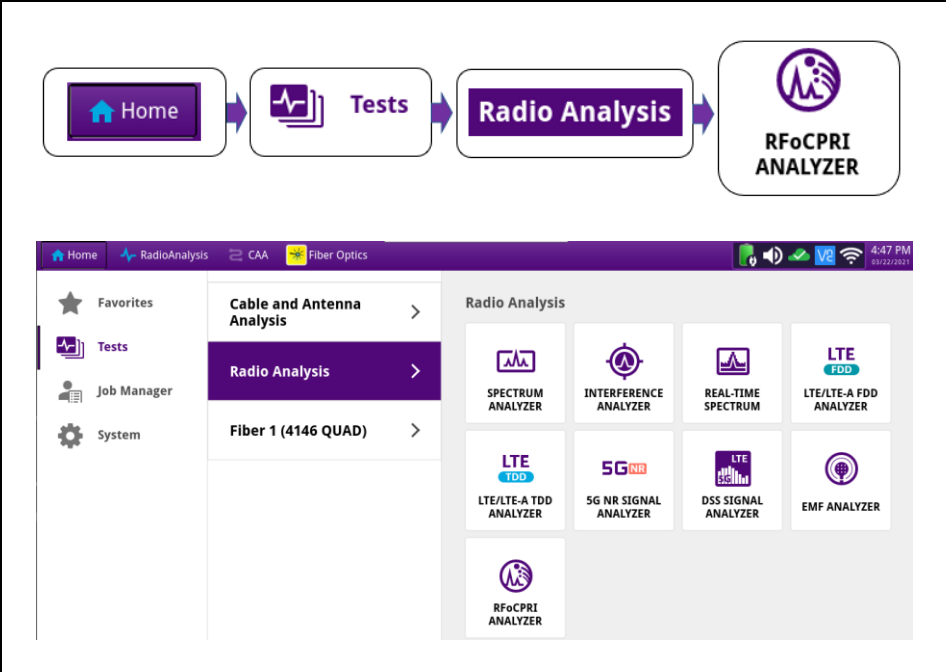 Home
Tests
Radio Analysis
RFoCPRI
ANALYZER
Home
RadioAnalysis
CAA
Fiber Optics
4:47 PM
03/22/2021
Favorites
Tests
Job Manager
System
Cable and Antenna
Analysis
Radio Analysis
Fiber 1 (4146 QUAD)
Radio Analysis
SPECTRUM
ANALYZER
INTERFERENCE
ANALYZER
REAL-TIME
SPECTRUM
LTE
FDD
LTE/LTE-A FDD
ANALYZER
LTE
TDD
LTE/LTE-A TDD
ANALYZER
5G NR
5G NR SIGNAL
ANALYZER
LTE
5G
DSS SIGNAL
ANALYZER
EMF ANALYZER
RFoCPRI
ANALYZER